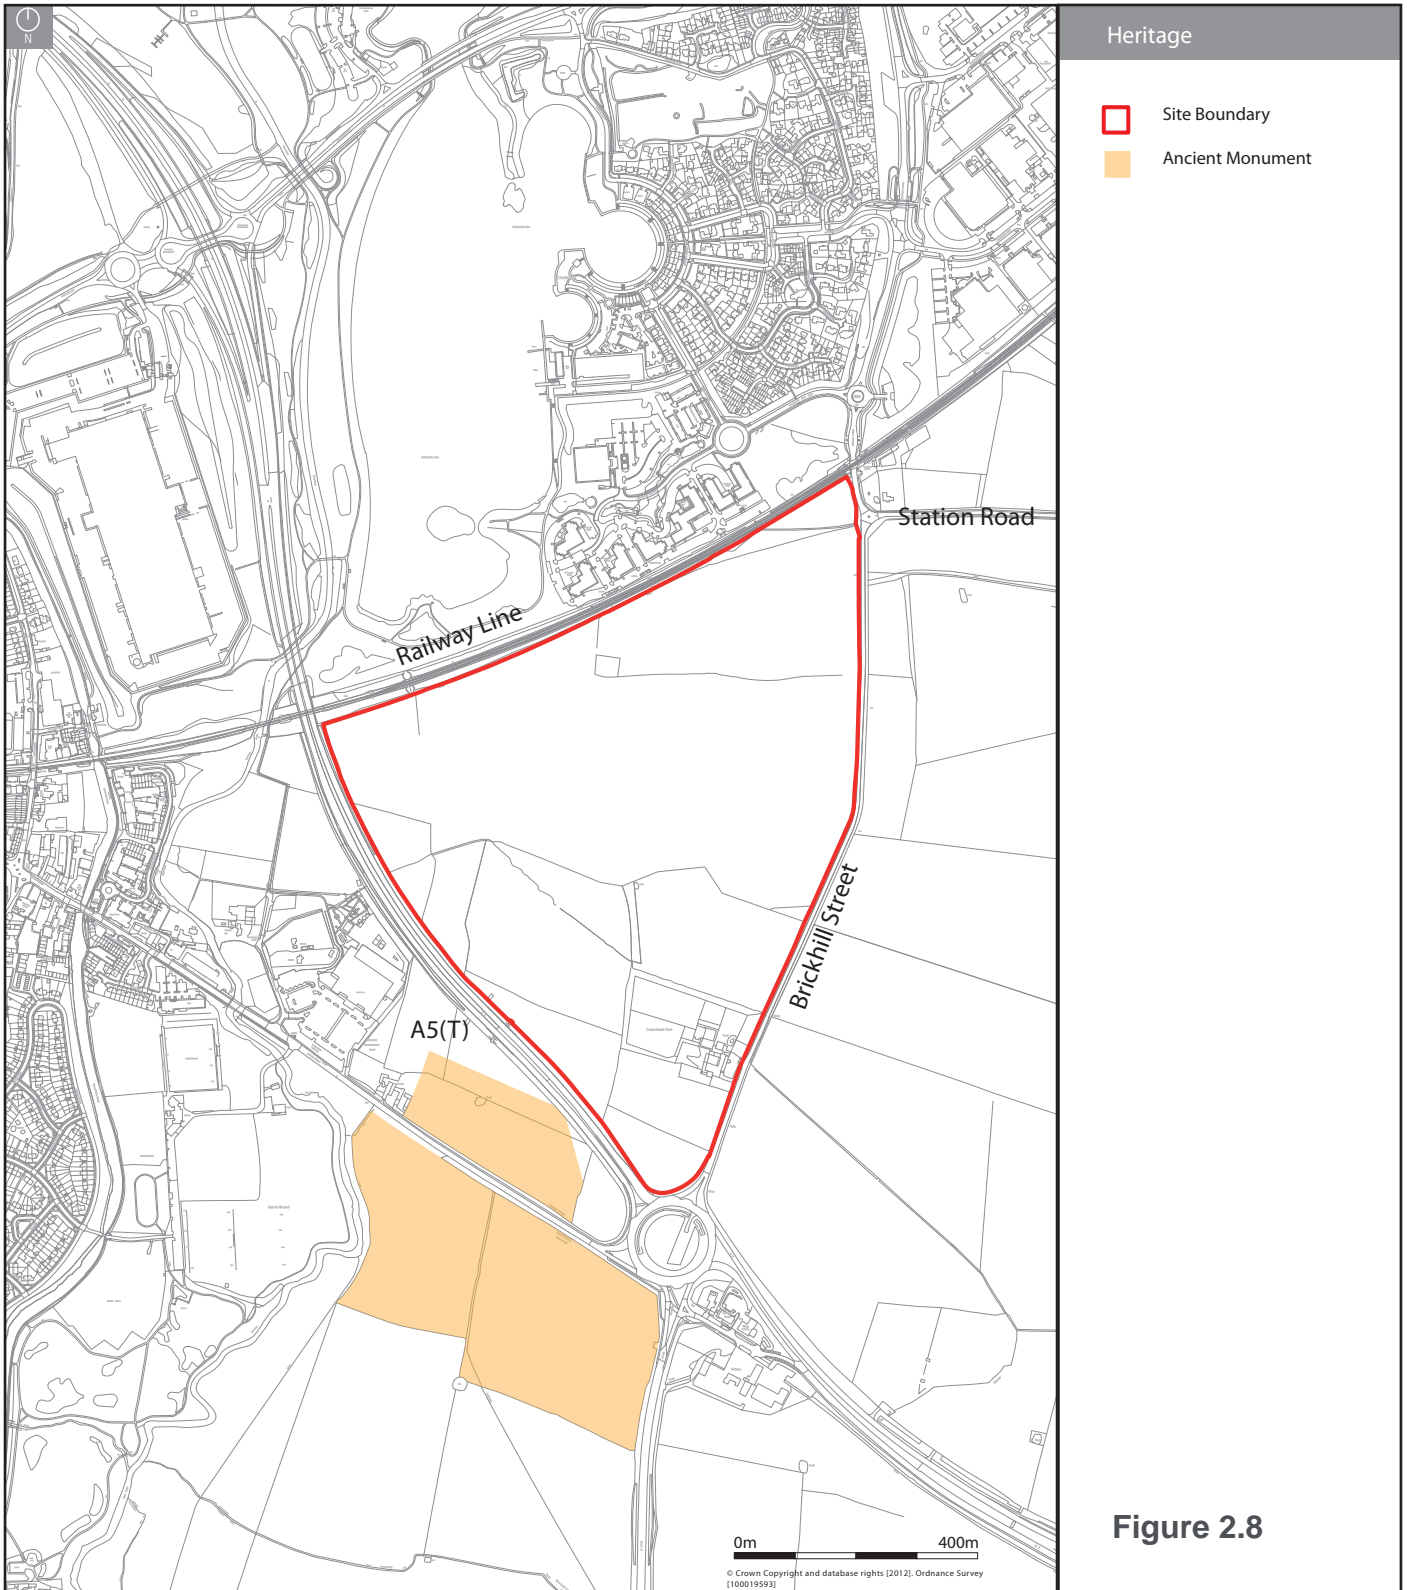 N
Heritage
Site Boundary
Ancient Monument
Station Road
Railway Line
Brickhill Street
A5(T)
0m 400m
© Crown Copyright and database rights [2012]. Ordnance Survey
[100019593]
Figure 2.8